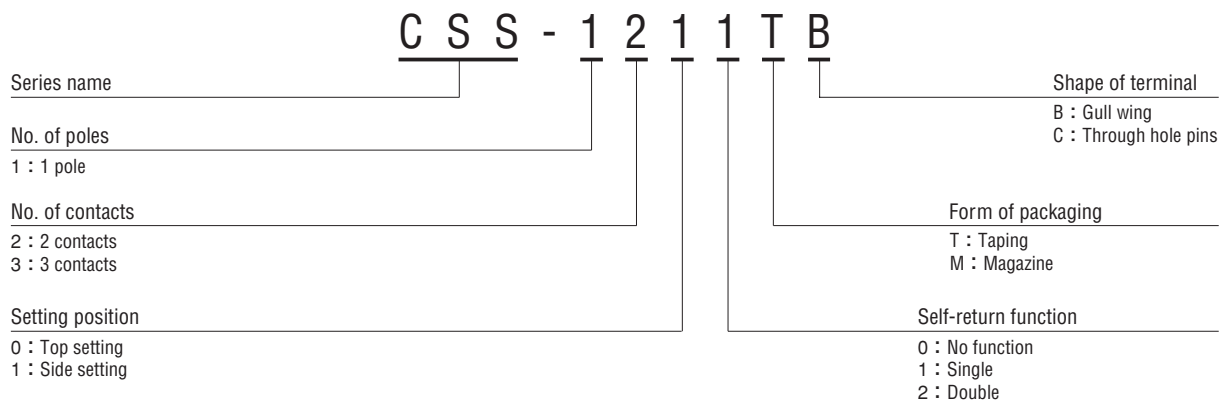 C S S - 1 2 1 1 T B
Series name
No. of poles
1 : 1 pole
No. of contacts
2 : 2 contacts
3 : 3 contacts
Setting position
0 : Top setting
1 : Side setting
Shape of terminal
B : Gull wing
C : Through hole pins
Form of packaging
T : Taping
M : Magazine
Self-return function
0 : No function
1 : Single
2 : Double